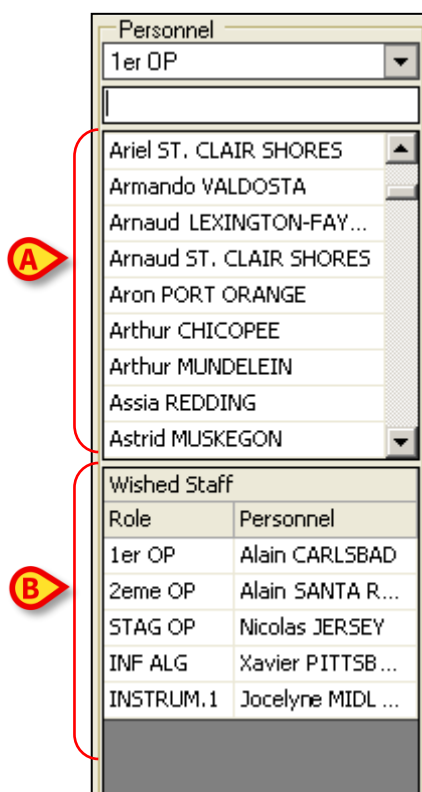 Personnel
1er OP
Ariel ST. CLAIR SHORES
Armando VALDOSTA
Arnaud LEXINGTON-FAY...
A
Arnaud ST. CLAIR SHORES
Aron PORT ORANGE
Arthur CHICOPEE
Arthur MUNDELEIN
Assia REDDING
Astrid MUSKEGON
Wished Staff
Role Personnel
1er OP Alain CARLSBAD
B
2eme OP Alain SANTA R...
STAG OP Nicolas JERSEY
INF ALG Xavier PITTSB...
INSTRUM.1 Jocelyne MIDL ...